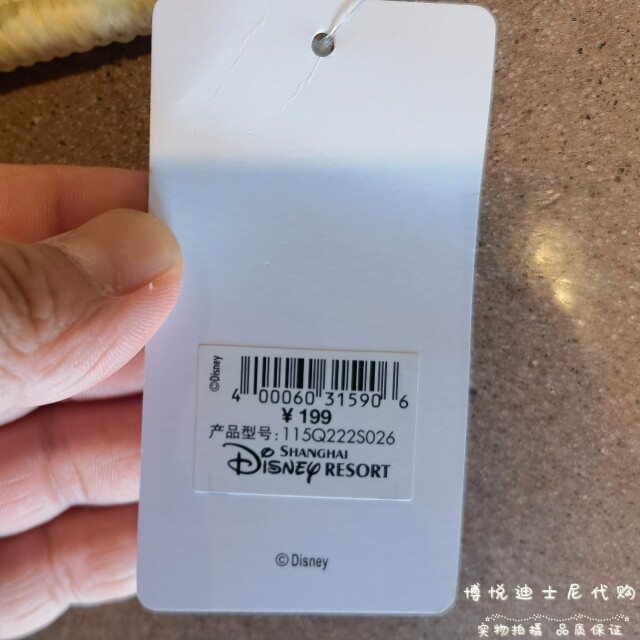 ©Disney
4 00060 31590 6
¥ 199
产品型号:115Q222S026
SHANGHAI
DISNEY RESORT
©Disney
博悦迪士尼代购
实物拍摄 品质保证